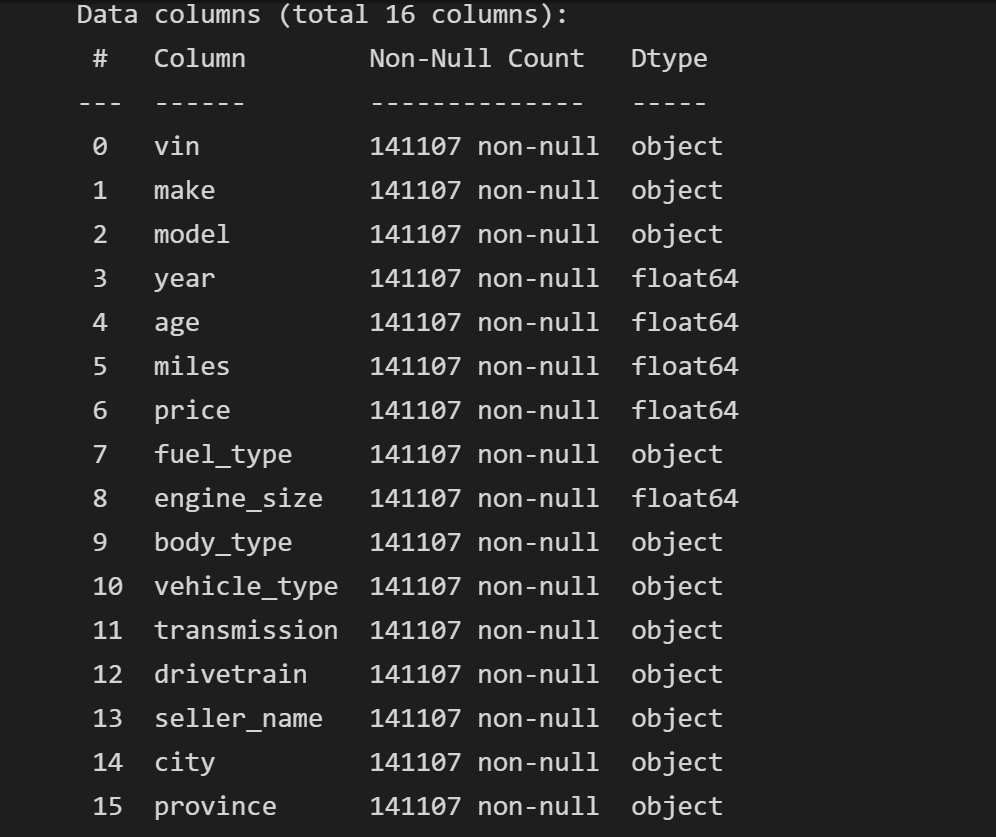 Data columns (total 16 columns):
 #   Column        Non-Null Count   Dtype
---  ------        --------------   -----
 0   vin           141107 non-null  object
 1   make          141107 non-null  object
 2   model         141107 non-null  object
 3   year          141107 non-null  float64
 4   age           141107 non-null  float64
 5   miles         141107 non-null  float64
 6   price         141107 non-null  float64
 7   fuel_type     141107 non-null  object
 8   engine_size   141107 non-null  float64
 9   body_type     141107 non-null  object
 10  vehicle_type  141107 non-null  object
 11  transmission  141107 non-null  object
 12  drivetrain    141107 non-null  object
 13  seller_name   141107 non-null  object
 14  city          141107 non-null  object
 15  province      141107 non-null  object